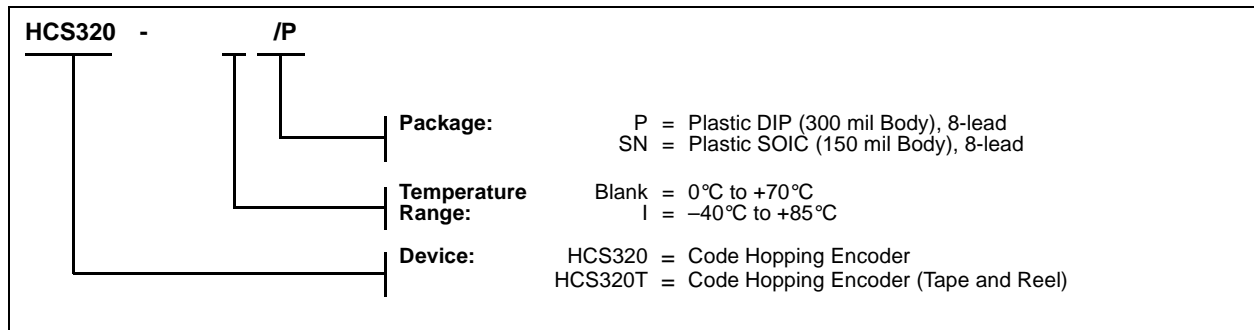 HCS320 - /P
Package: P = Plastic DIP (300 mil Body), 8-lead
SN = Plastic SOIC (150 mil Body), 8-lead
Temperature Blank = 0°C to +70°C
Range: I = –40°C to +85°C
Device: HCS320 = Code Hopping Encoder
HCS320T = Code Hopping Encoder (Tape and Reel)